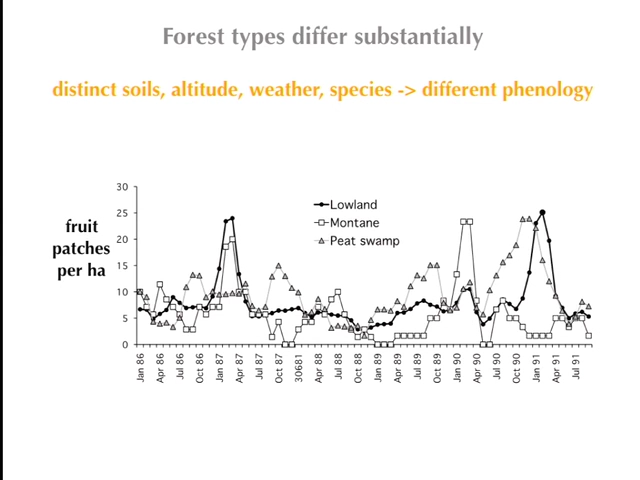 Forest types differ substantially
distinct soils, altitude, weather, species -> different phenology
fruit
patches
per ha
30
25
20
15
10
5
0
Lowland
Montane
Peat swamp
Jan 86
Apr 86
Jul 86
Oct 86
Jan 87
Apr 87
Jul 87
Oct 87
30681
Apr 88
Jul 88
Oct 88
Jan 89
Apr 89
Jul 89
Oct 89
Jan 90
Apr 90
Jul 90
Oct 90
Jan 91
Apr 91
Jul 91